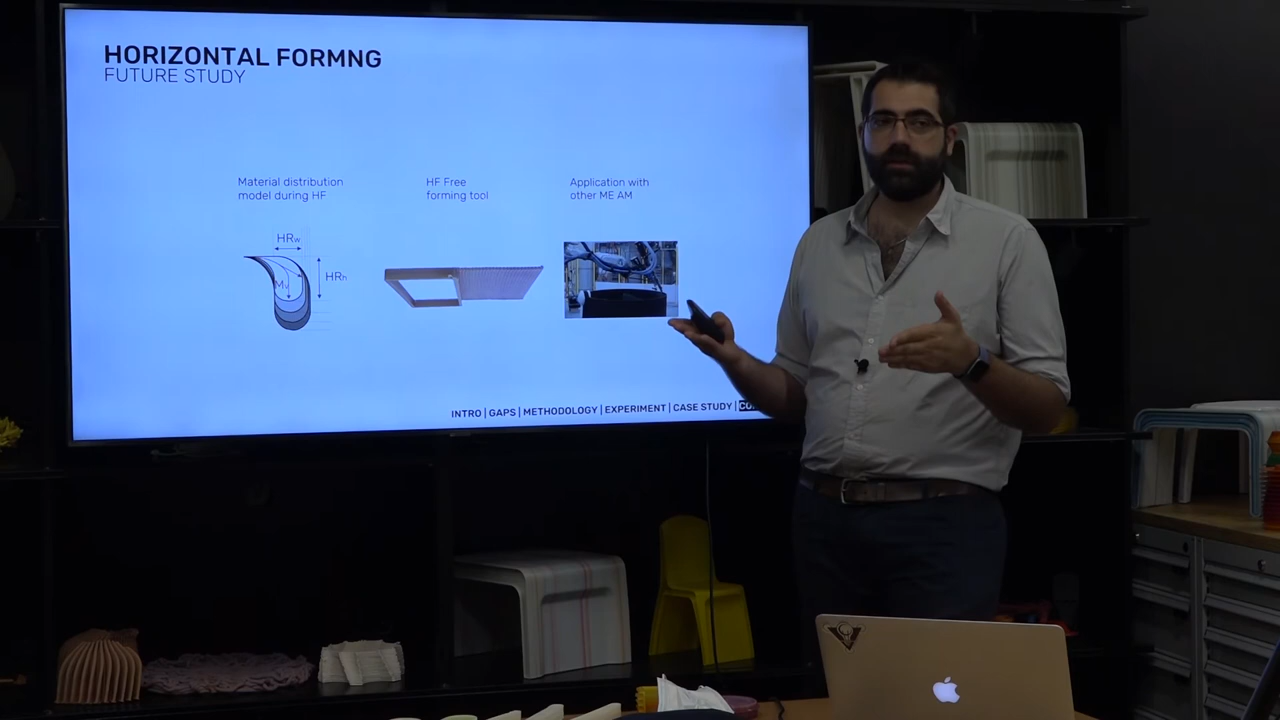 HORIZONTAL FORMNG
FUTURE STUDY
Material distribution
model during HF
HF Free
forming tool
Application with
other ME AM
HRw
HRh
INTRO | GAPS | METHODOLOGY | EXPERIMENT | CASE STUDY |